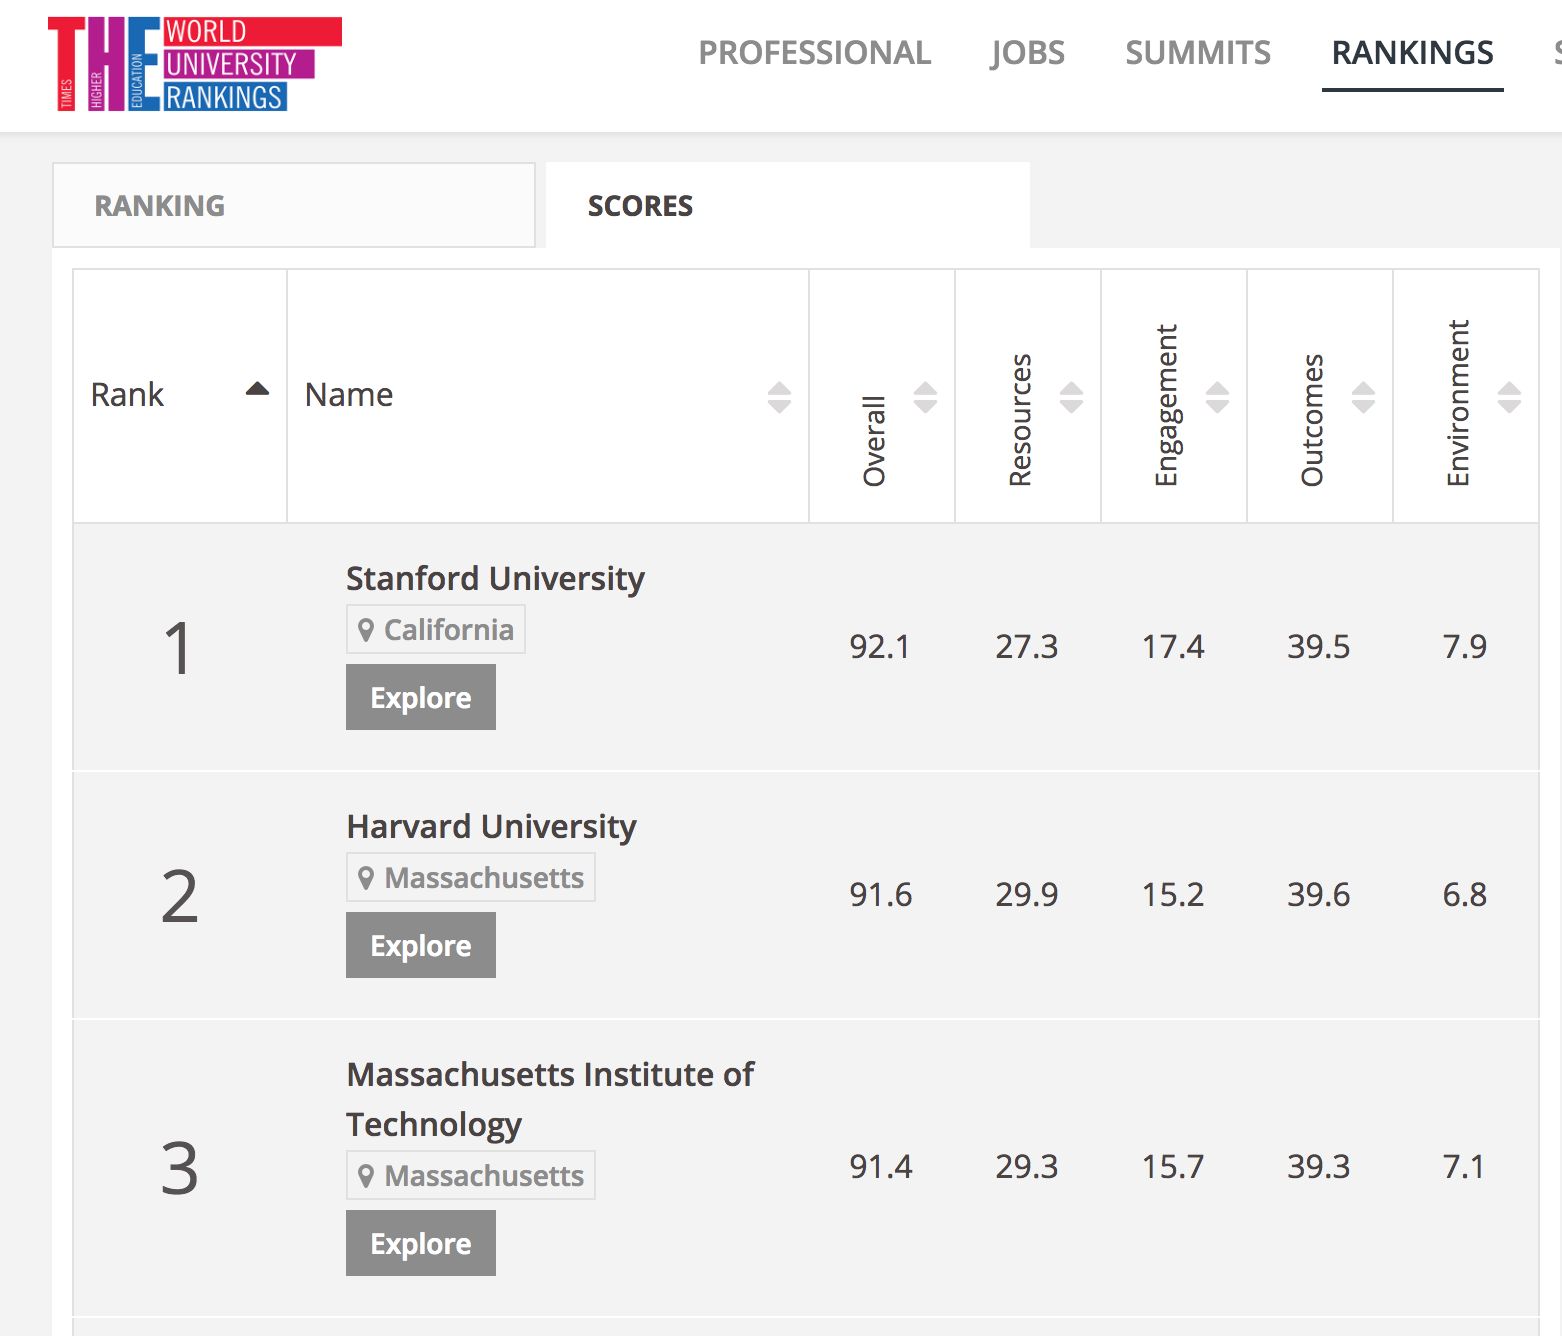 TIMES HIGHER EDUCATION
THE
WORLD
UNIVERSITY
RANKINGS
PROFESSIONAL JOBS SUMMITS RANKINGS
RANKING SCORES
Rank Name Overall Resources Engagement Outcomes Environment
Stanford University
California
1 92.1 27.3 17.4 39.5 7.9
Explore
Harvard University
Massachusetts
2 91.6 29.9 15.2 39.6 6.8
Explore
Massachusetts Institute of
Technology
3 91.4 29.3 15.7 39.3 7.1
Massachusetts
Explore